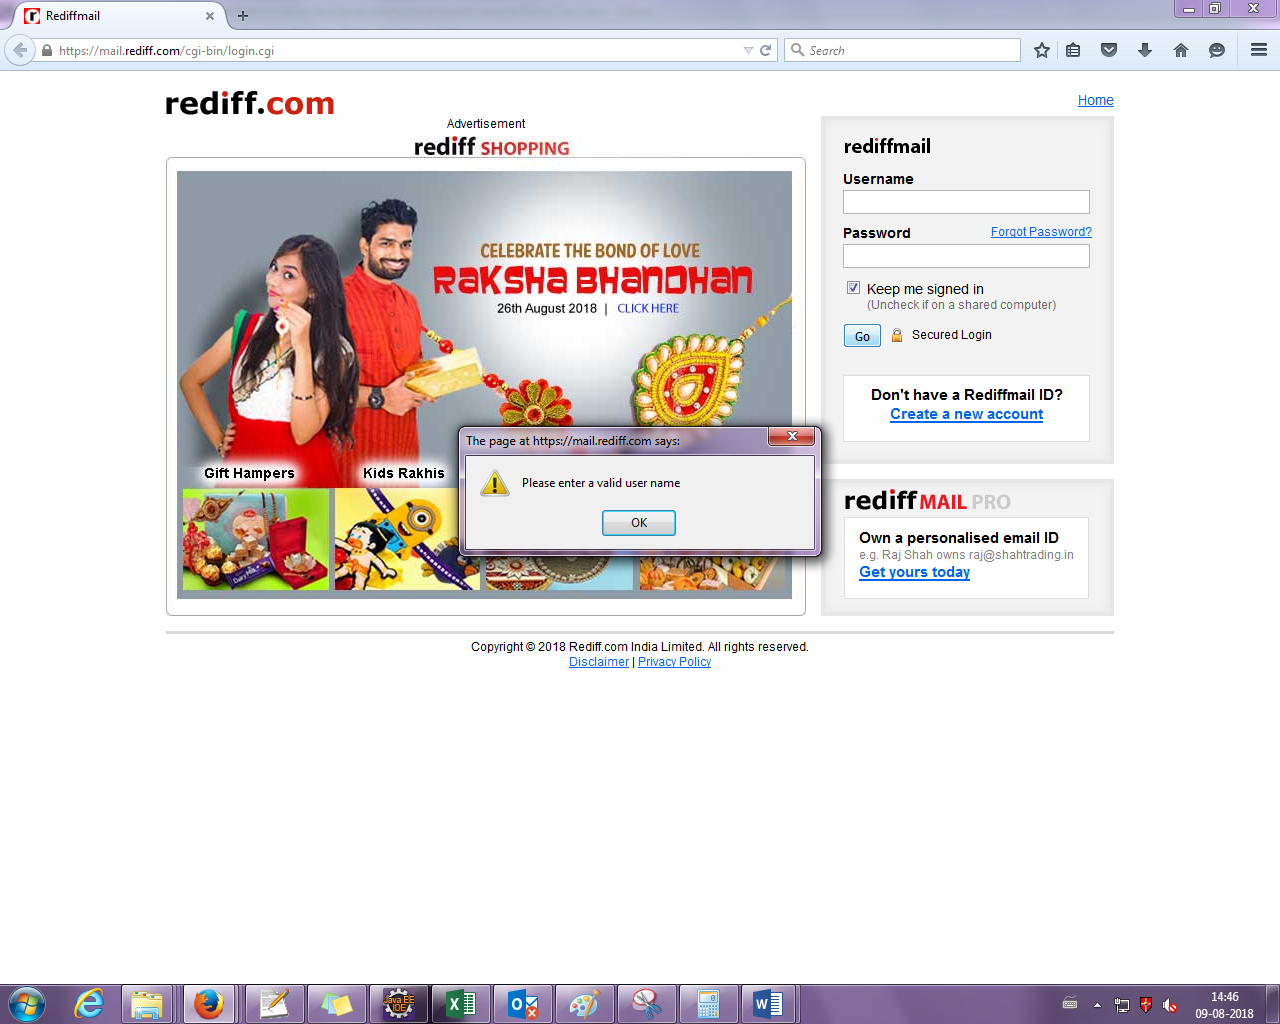 Rediffmail
https://mail.rediff.com/cgi-bin/login.cgi
Search
rediff.com
Home
Advertisement
rediff SHOPPING
CELEBRATE THE BOND OF LOVE
RAKSHA BHANDHAN
26th August 2018 | CLICK HERE
Gift Hampers
Kids Rakhis
rediffmail
Username
Password
Forgot Password?
Keep me signed in
(Uncheck if on a shared computer)
Go
Secured Login
Don't have a Rediffmail ID?
Create a new account
The page at https://mail.rediff.com says:
Please enter a valid user name
OK
rediff MAIL PRO
Own a personalised email ID
e.g. Raj Shah owns raj@shahtrading.in
Get yours today
Copyright © 2018 Rediff.com India Limited. All rights reserved.
Disclaimer | Privacy Policy
Java EE
IDE
14:46
09-08-2018